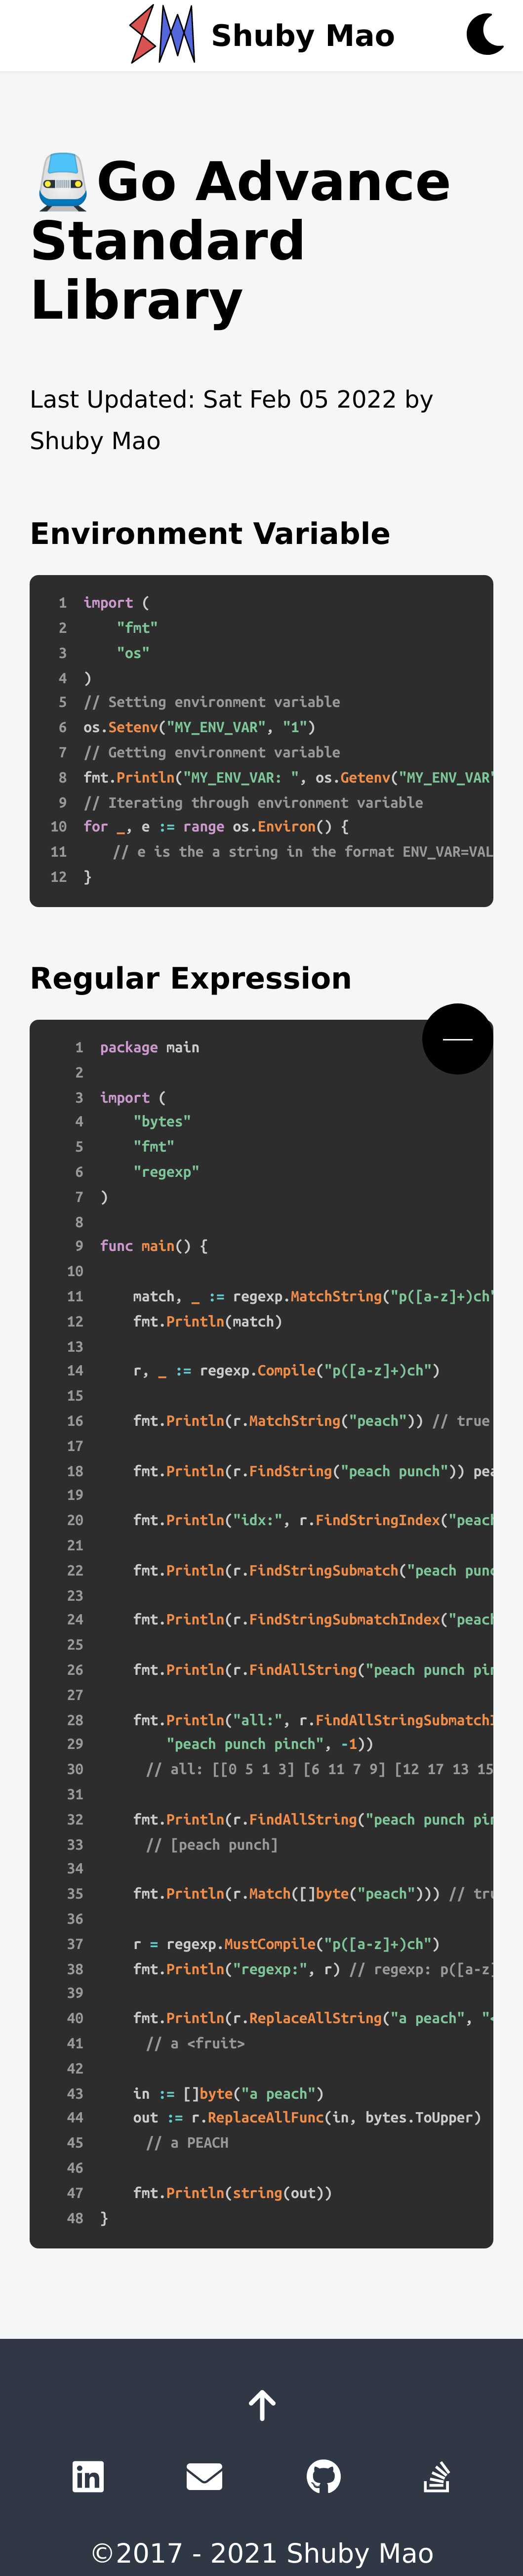 Shuby Mao
🚆Go Advance
Standard
Library
Last Updated: Sat Feb 05 2022 by
Shuby Mao
Environment Variable
1 import (
2     "fmt"
3     "os"
4 )
5 // Setting environment variable
6 os.Setenv("MY_ENV_VAR", "1")
7 // Getting environment variable
8 fmt.Println("MY_ENV_VAR: ", os.Getenv("MY_ENV_VAR"
9 // Iterating through environment variable
10 for _, e := range os.Environ() {
11     // e is the a string in the format ENV_VAR=VAL
12 }
Regular Expression
1 package main
2
3 import (
4     "bytes"
5     "fmt"
6     "regexp"
7 )
8
9 func main() {
10
11     match, _ := regexp.MatchString("p([a-z]+)ch"
12     fmt.Println(match)
13
14     r, _ := regexp.Compile("p([a-z]+)ch")
15
16     fmt.Println(r.MatchString("peach")) // true
17
18     fmt.Println(r.FindString("peach punch")) pea
19
20     fmt.Println("idx:", r.FindStringIndex("peach
21
22     fmt.Println(r.FindStringSubmatch("peach punc
23
24     fmt.Println(r.FindStringSubmatchIndex("peach
25
26     fmt.Println(r.FindAllString("peach punch pin
27
28     fmt.Println("all:", r.FindAllStringSubmatchI
29         "peach punch pinch", -1))
30     // all: [[0 5 1 3] [6 11 7 9] [12 17 13 15
31
32     fmt.Println(r.FindAllString("peach punch pin
33     // [peach punch]
34
35     fmt.Println(r.Match([]byte("peach"))) // tru
36
37     r = regexp.MustCompile("p([a-z]+)ch")
38     fmt.Println("regexp:", r) // regexp: p([a-z]
39
40     fmt.Println(r.ReplaceAllString("a peach", "<
41     // a <fruit>
42
43     in := []byte("a peach")
44     out := r.ReplaceAllFunc(in, bytes.ToUpper)
45     // a PEACH
46
47     fmt.Println(string(out))
48 }
©2017 - 2021 Shuby Mao